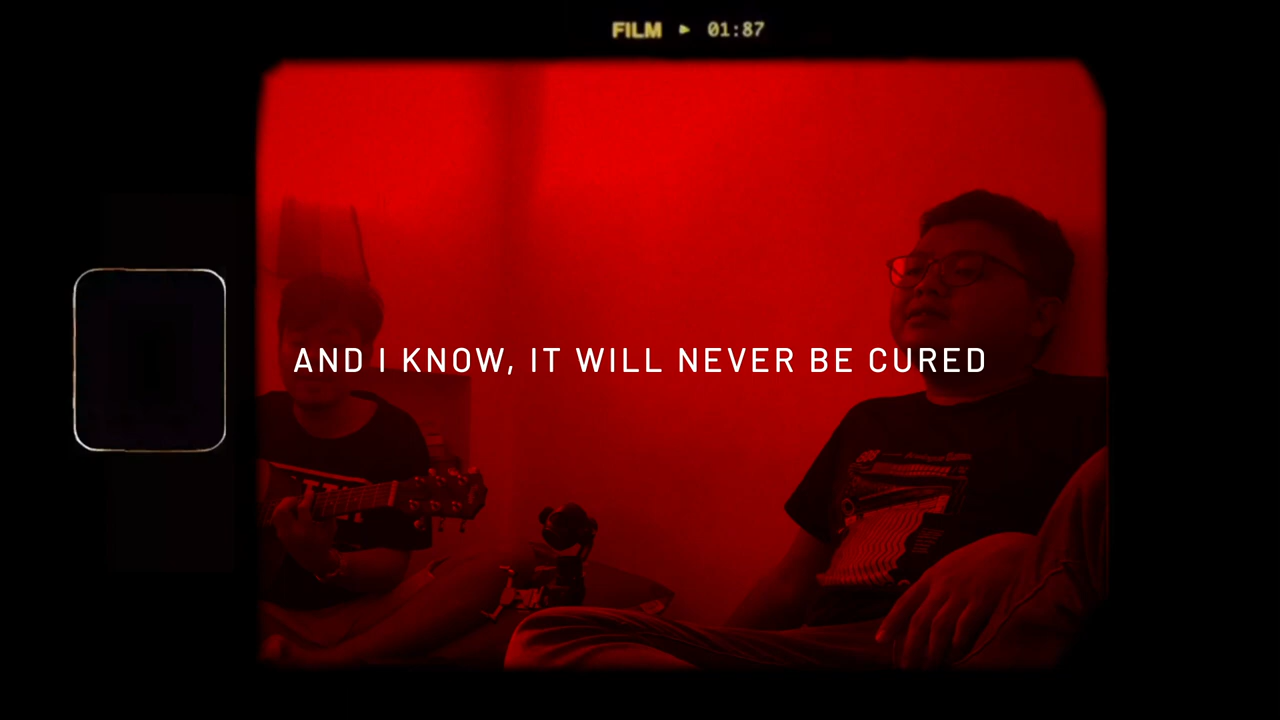 FILM ▶ 01:87
AND I KNOW, IT WILL NEVER BE CURED